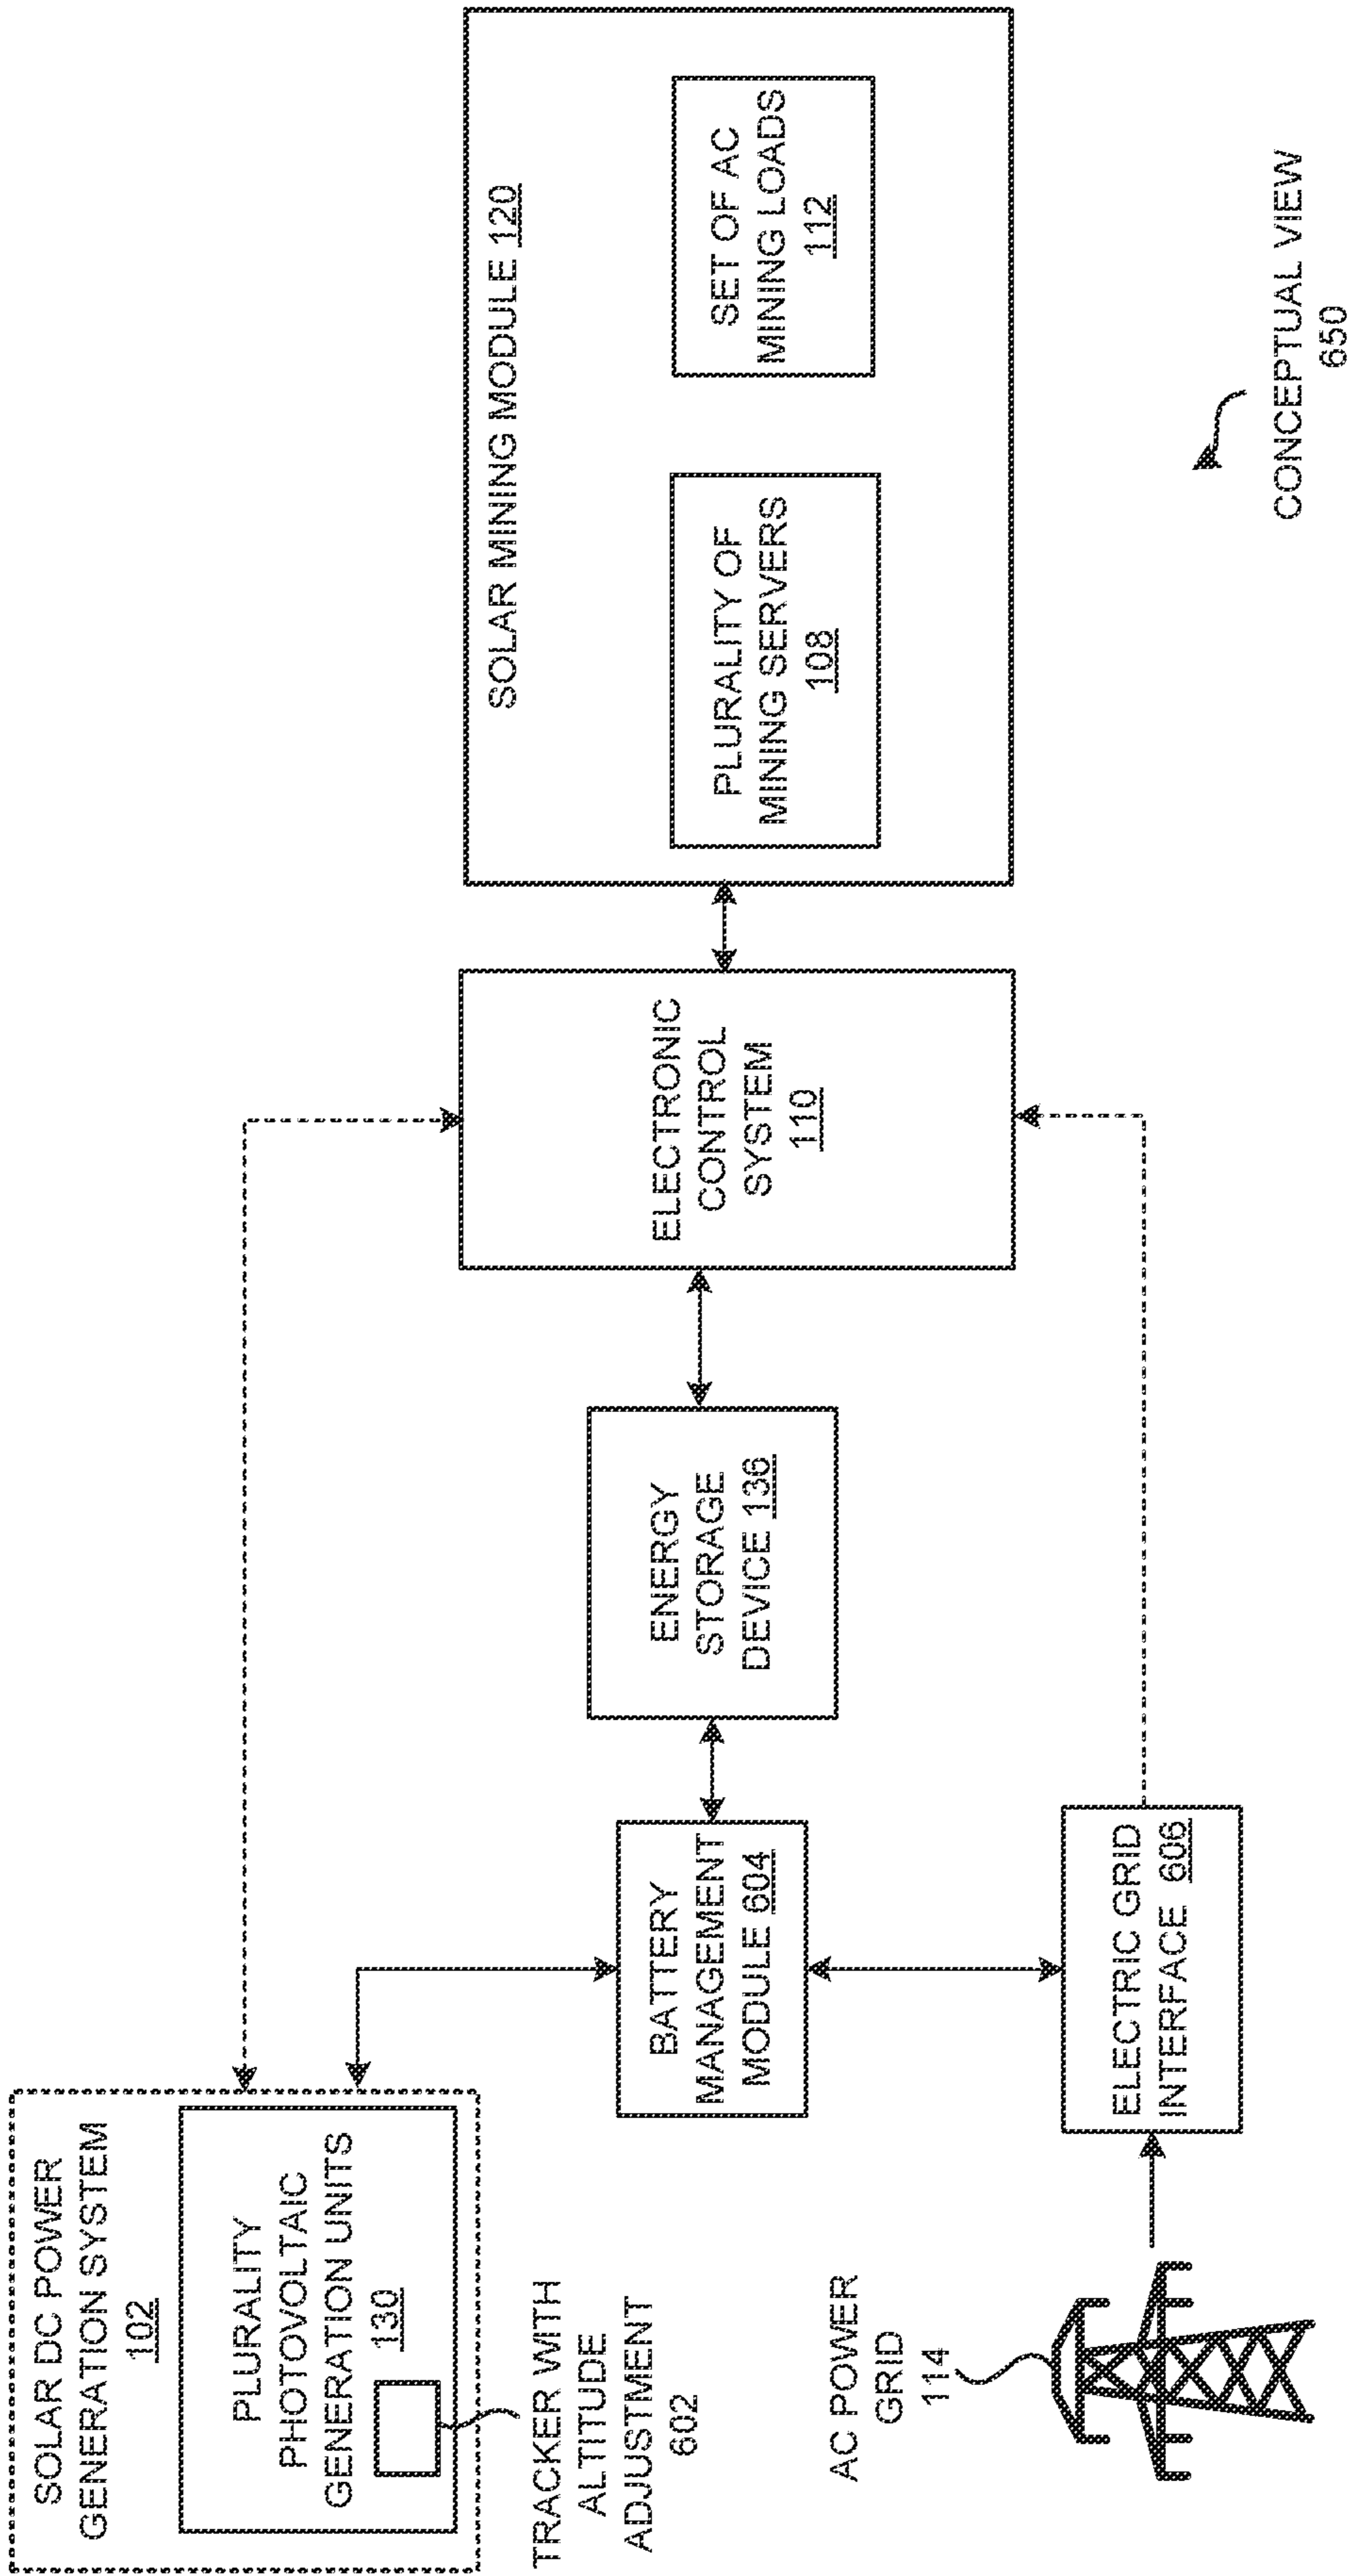 SOLAR DC POWER
GENERATION SYSTEM
102
PLURALITY
PHOTOVOLTAIC
GENERATION UNITS
130
TRACKER WITH
ALTITUDE
ADJUSTMENT
602
AC POWER
GRID
114
BATTERY
MANAGEMENT
MODULE 604
ELECTRIC GRID
INTERFACE 606
ENERGY
STORAGE
DEVICE 136
ELECTRONIC
CONTROL
SYSTEM
110
SOLAR MINING MODULE 120
PLURALITY OF
MINING SERVERS
108
SET OF AC
MINING LOADS
112
CONCEPTUAL VIEW
650